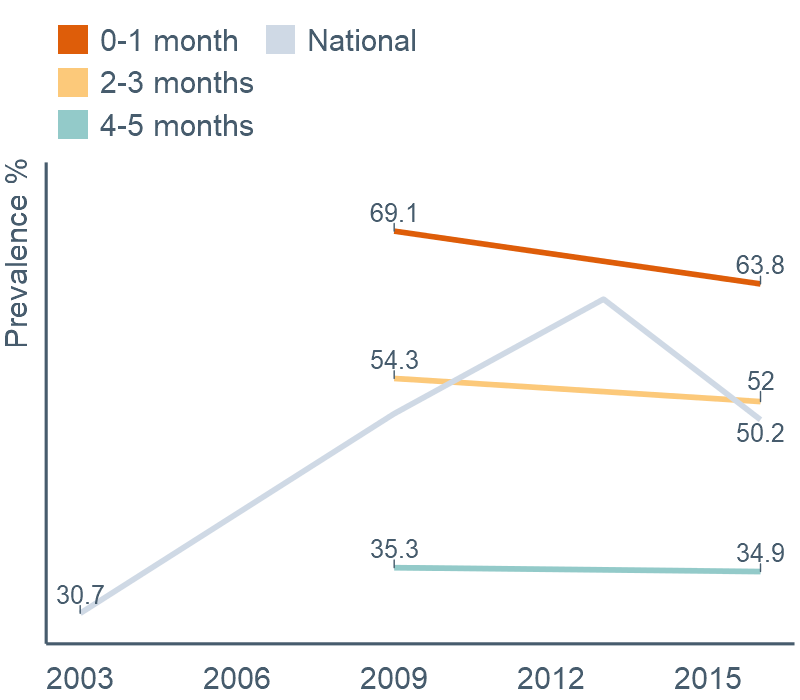 0-1 month National
2-3 months
4-5 months
Prevalence %
69.1
63.8
54.3
52
50.2
35.3
34.9
30.7
2003 2006 2009 2012 2015